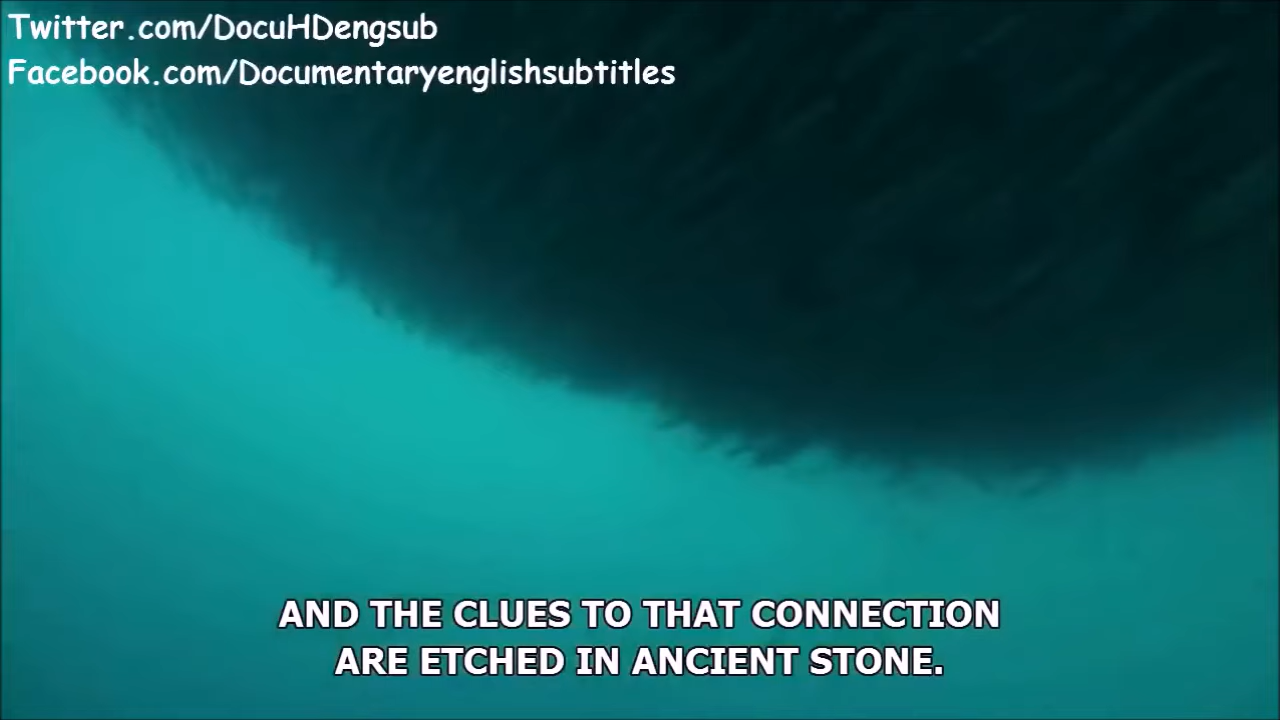 Twitter.com/DocuHDengsub
Facebook.com/Documentaryenglishsubtitles
AND THE CLUES TO THAT CONNECTION
ARE ETCHED IN ANCIENT STONE.